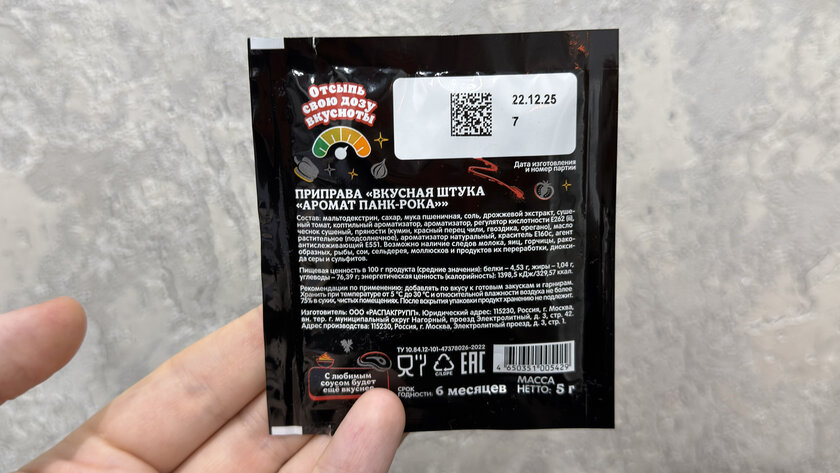 Отсыпь
свою дозу
вкусноты
22.12.25
7
Дата изготовления
и номер партии
ПРИПРАВА «ВКУСНАЯ ШТУКА
«АРОМАТ ПАНК-РОКА»»
Состав: мальтодекстрин, сахар, мука пшеничная, соль, дрожжевой экстракт, суше-
ный томат, коптильный ароматизатор, ароматизатор, регулятор кислотности Е262 (ii),
чеснок сушеный, пряности (кумин, красный перец чили, гвоздика, орегано), масло
растительное (подсолнечное), ароматизатор натуральный, краситель Е160с, агент
антислеживающий Е551. Возможно наличие следов молока, яиц, горчицы, рако-
образных, рыбы, сои, сельдерея, моллюсков и продуктов их переработки, диокси-
да серы и сульфитов.
Пищевая ценность в 100 г продукта (средние значения): белки – 4,53 г, жиры – 1,04 г,
углеводы – 76,39 г; энергетическая ценность (калорийность): 1398,5 кДж/329,57 ккал.
Рекомендации по применению: добавлять по вкусу к готовым закускам и гарнирам.
Хранить при температуре от 5 °С до 30 °С и относительной влажности воздуха не более
75% в сухих, чистых помещениях. После вскрытия упаковки продукт хранению не подлежит.
Изготовитель: ООО «РАСПАКГРУПП». Юридический адрес: 115230, Россия, г. Москва,
вн. тер. г. муниципальный округ Нагорный, проезд Электролитный, д. 3, стр. 42.
Адрес производства: 115230, Россия, г. Москва, Электролитный проезд, д. 3, стр. 1.
ТУ 10.84.12-101-47378026-2022
C/LDPE
EAC
4 650351 005429
С любимым
соусом будет
ещё вкуснее
СРОК
ГОДНОСТИ: 6 месяцев
МАССА
НЕТТО: 5 г